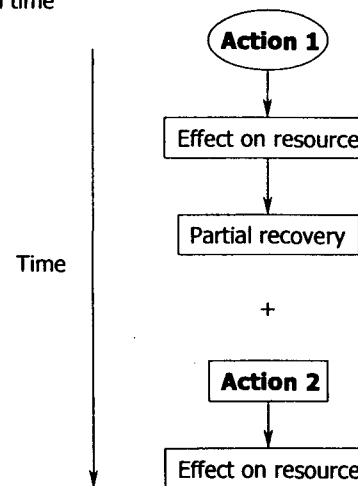 time
Action 1
Effect on resource
Partial recovery
Time
+
Action 2
Effect on resource